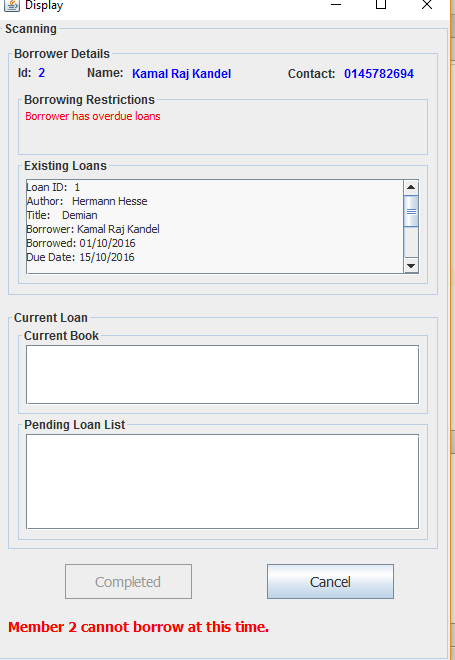 Display
Scanning
Borrower Details
Id: 2 Name: Kamal Raj Kandel Contact: 0145782694
Borrowing Restrictions
Borrower has overdue loans
Existing Loans
Loan ID: 1
Author: Hermann Hesse
Title: Demian
Borrower: Kamal Raj Kandel
Borrowed: 01/10/2016
Due Date: 15/10/2016
Current Loan
Current Book
Pending Loan List
Completed Cancel
Member 2 cannot borrow at this time.